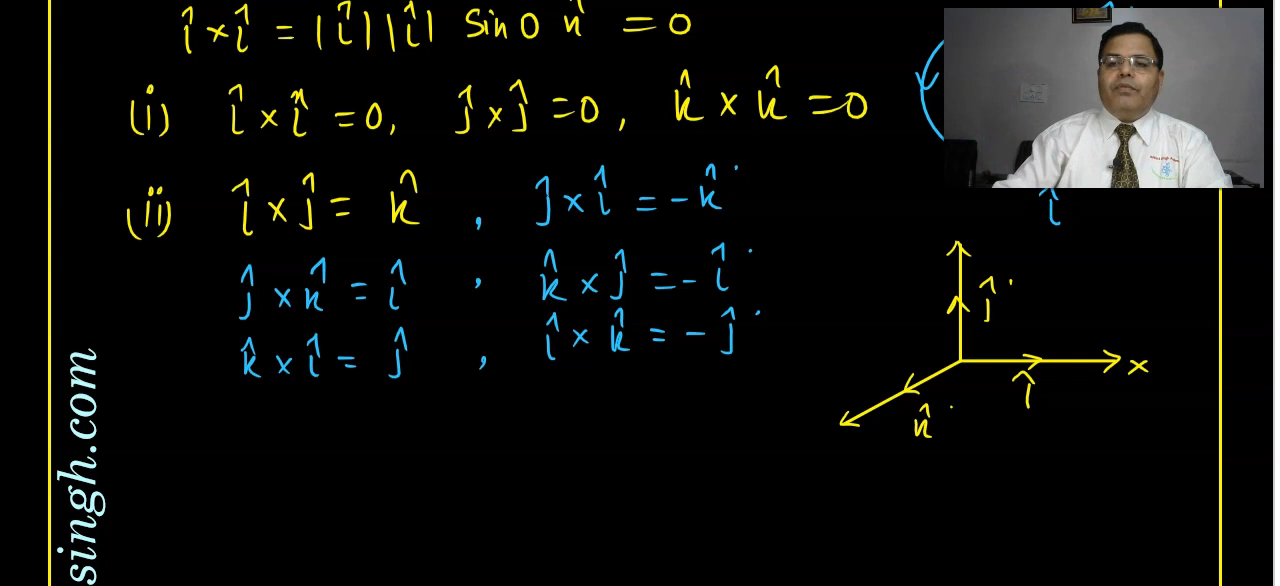 î × î = |î| |î| Sin 0 n̂ = 0
(i) î × î = 0, ĵ × ĵ = 0, k̂ × k̂ = 0
(ii) î × ĵ = k̂ , ĵ × î = - k̂
ĵ × k̂ = î , k̂ × ĵ = - î
k̂ × î = ĵ , î × k̂ = - ĵ
î
ĵ
x
î
k̂
singh.com